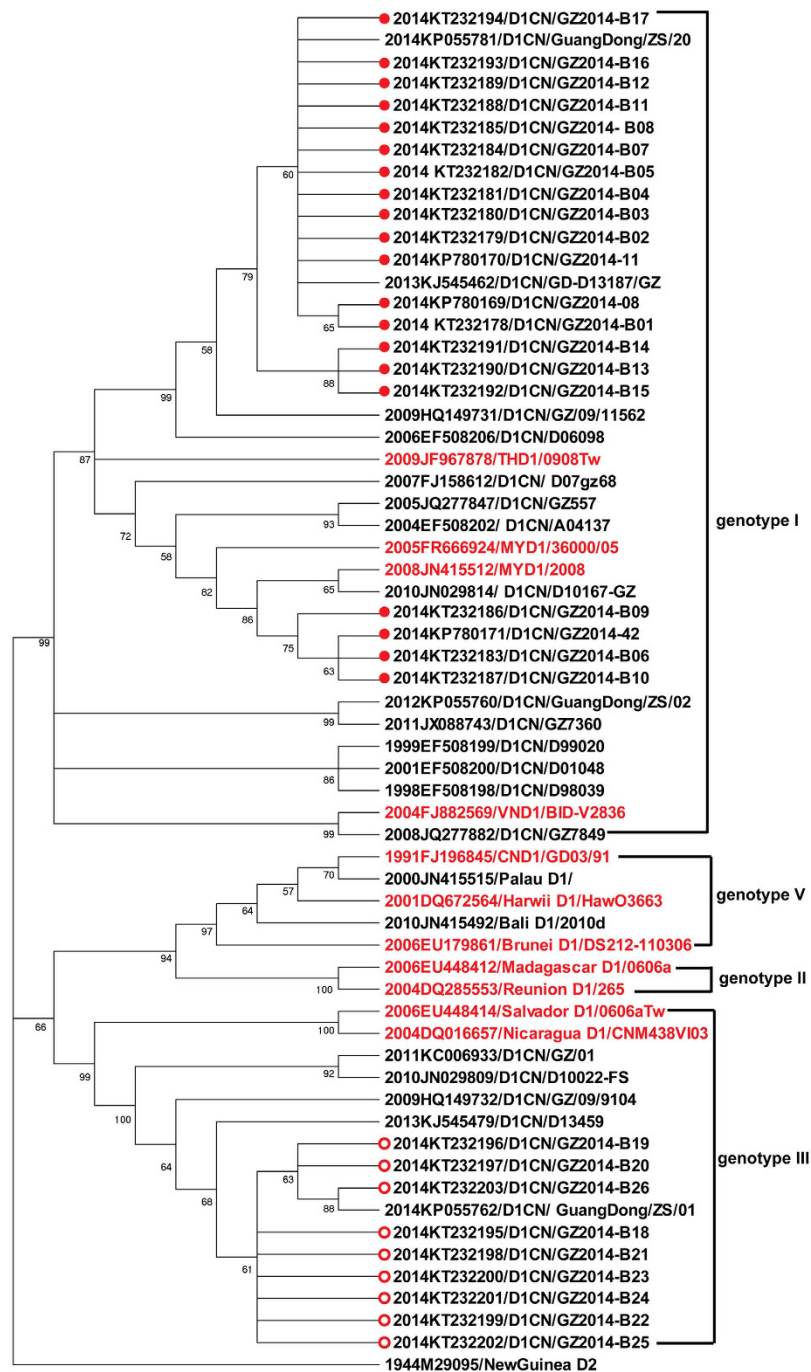 2014KT232194/D1CN/GZ2014-B17
2014KP055781/D1CN/GuangDong/ZS/20
2014KT232193/D1CN/GZ2014-B16
2014KT232189/D1CN/GZ2014-B12
2014KT232188/D1CN/GZ2014-B11
2014KT232185/D1CN/GZ2014- B08
2014KT232184/D1CN/GZ2014-B07
60
2014 KT232182/D1CN/GZ2014-B05
2014KT232181/D1CN/GZ2014-B04
2014KT232180/D1CN/GZ2014-B03
2014KT232179/D1CN/GZ2014-B02
2014KP780170/D1CN/GZ2014-11
79
2013KJ545462/D1CN/GD-D13187/GZ
2014KP780169/D1CN/GZ2014-08
2014 KT232178/D1CN/GZ2014-B01
65
2014KT232191/D1CN/GZ2014-B14
58
2014KT232190/D1CN/GZ2014-B13
88
2014KT232192/D1CN/GZ2014-B15
99
2009HQ149731/D1CN/GZ/09/11562
2006EF508206/D1CN/D06098
87
2009JF967878/THD1/0908Tw
2007FJ158612/D1CN/ D07gz68
2005JQ277847/D1CN/GZ557
genotype I
93
2004EF508202/ D1CN/A04137
72
58
2005FR666924/MYD1/36000/05
2008JN415512/MYD1/2008
82
65
2010JN029814/ D1CN/D10167-GZ
86
2014KT232186/D1CN/GZ2014-B09
2014KP780171/D1CN/GZ2014-42
99
75
2014KT232183/D1CN/GZ2014-B06
63
2014KT232187/D1CN/GZ2014-B10
2012KP055760/D1CN/GuangDong/ZS/02
99
2011JX088743/D1CN/GZ7360
1999EF508199/D1CN/D99020
2001EF508200/D1CN/D01048
86
1998EF508198/D1CN/D98039
2004FJ882569/VND1/BID-V2836
99
2008JQ277882/D1CN/GZ7849
1991FJ196845/CND1/GD03/91
70
2000JN415515/Palau D1/
57
2001DQ672564/Harwii D1/HawO3663
genotype V
64
2010JN415492/Bali D1/2010d
97
2006EU179861/Brunei D1/DS212-110306
94
2006EU448412/Madagascar D1/0606a
genotype II
100
2004DQ285553/Reunion D1/265
2006EU448414/Salvador D1/0606aTw
66
100
2004DQ016657/Nicaragua D1/CNM438VI03
2011KC006933/D1CN/GZ/01
99
92
2010JN029809/D1CN/D10022-FS
2009HQ149732/D1CN/GZ/09/9104
100
2013KJ545479/D1CN/D13459
2014KT232196/D1CN/GZ2014-B19
genotype III
64
2014KT232197/D1CN/GZ2014-B20
63
2014KT232203/D1CN/GZ2014-B26
68
88
2014KP055762/D1CN/ GuangDong/ZS/01
2014KT232195/D1CN/GZ2014-B18
2014KT232198/D1CN/GZ2014-B21
61
2014KT232200/D1CN/GZ2014-B23
2014KT232201/D1CN/GZ2014-B24
2014KT232199/D1CN/GZ2014-B22
2014KT232202/D1CN/GZ2014-B25
1944M29095/NewGuinea D2